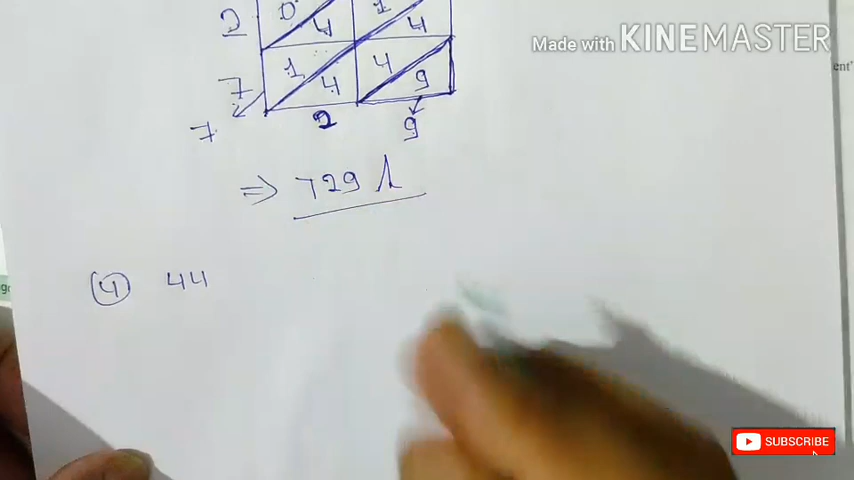 Made with KINEMASTER
2 0 4 1 4
7 1 4 4 9
7 2 9
ent'
⇒ 729
④ 44
SUBSCRIBE